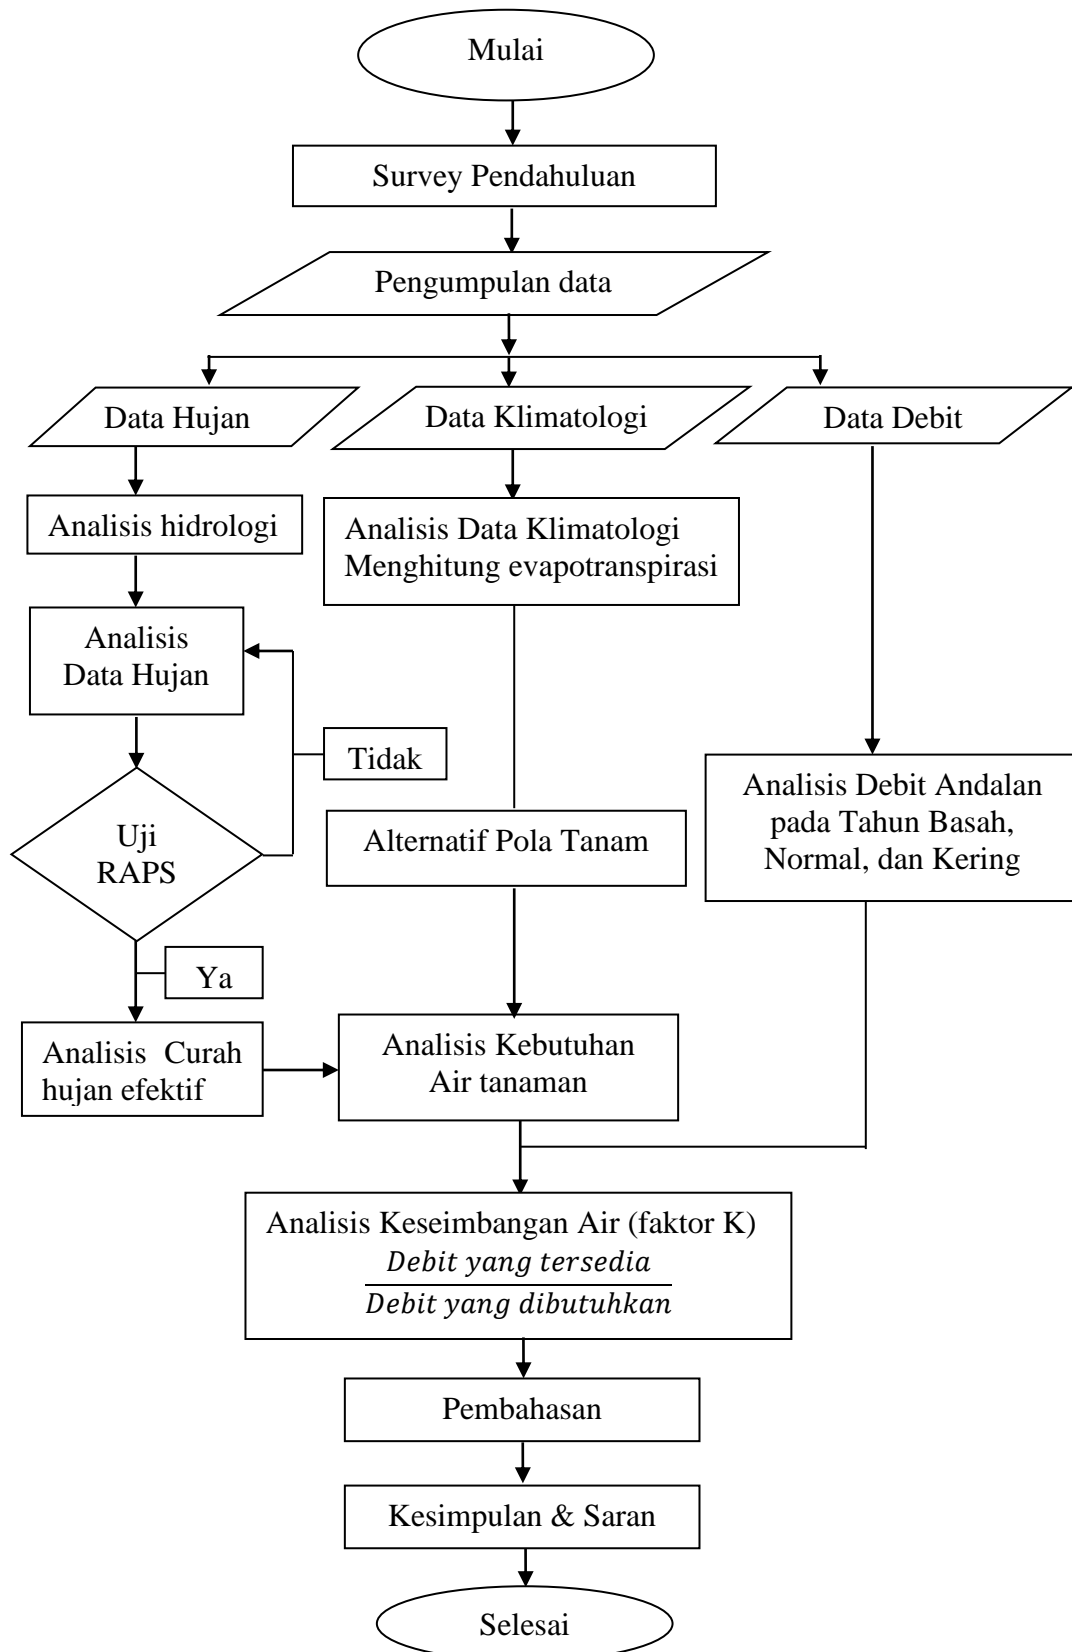 Mulai
Survey Pendahuluan
Pengumpulan data
Data Hujan
Data Klimatologi
Data Debit
Analisis hidrologi
Analisis Data Klimatologi
Menghitung evapotranspirasi
Analisis
Data Hujan
Tidak
Uji
RAPS
Alternatif Pola Tanam
Analisis Debit Andalan
pada Tahun Basah,
Normal, dan Kering
Ya
Analisis Curah
hujan efektif
Analisis Kebutuhan
Air tanaman
Analisis Keseimbangan Air (faktor K)
Debit yang tersedia
Debit yang dibutuhkan
Pembahasan
Kesimpulan & Saran
Selesai